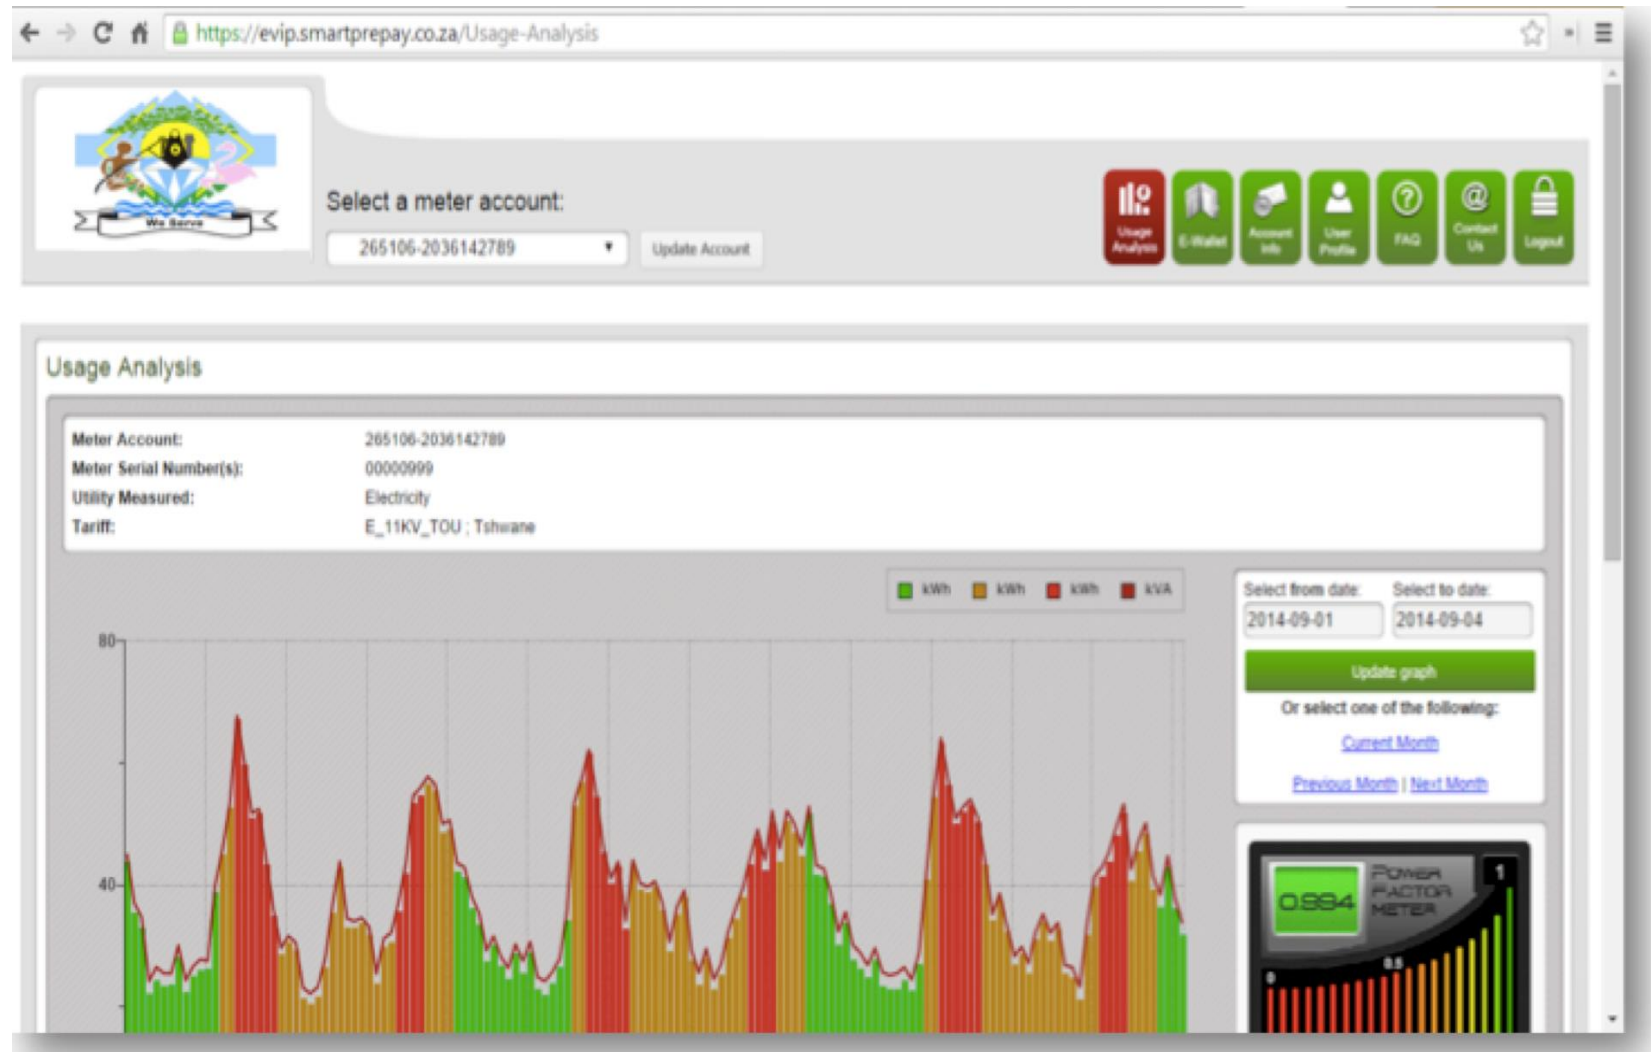 https://evip.smartprepay.co.za/Usage-Analysis
We Serve
Select a meter account:
265106-2036142789
Update Account
Usage Analysis
E-Wallet
Account Info
User Profile
FAQ
Contact Us
Logout
Usage Analysis
Meter Account: 265106-2036142789
Meter Serial Number(s): 00000999
Utility Measured: Electricity
Tariff: E_11KV_TOU ; Tshwane
kWh kWh kWh kVA
Select from date: Select to date:
2014-09-01 2014-09-04
Update graph
Or select one of the following:
Current Month
Previous Month | Next Month
80
40
0.994
POWER
FACTOR
METER
1
0.5
0